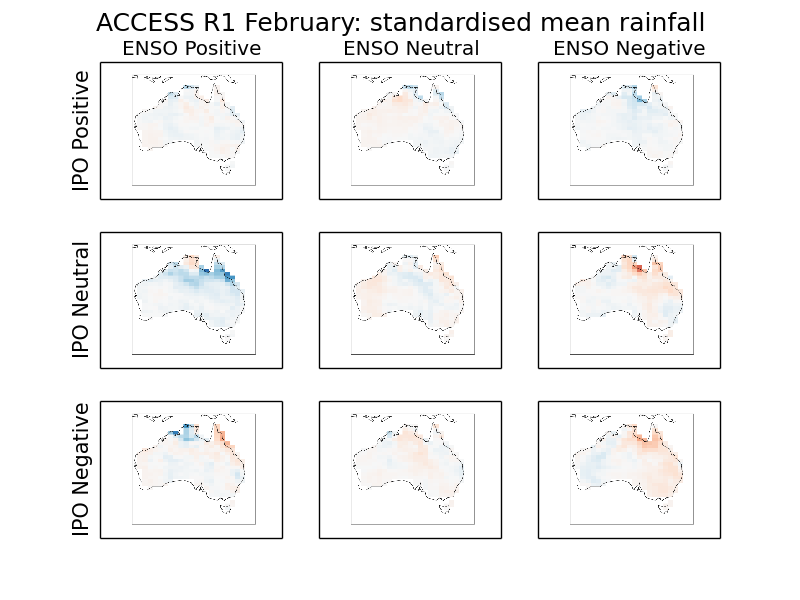 ACCESS R1 February: standardised mean rainfall
ENSO Positive ENSO Neutral ENSO Negative
IPO Positive
IPO Neutral
IPO Negative